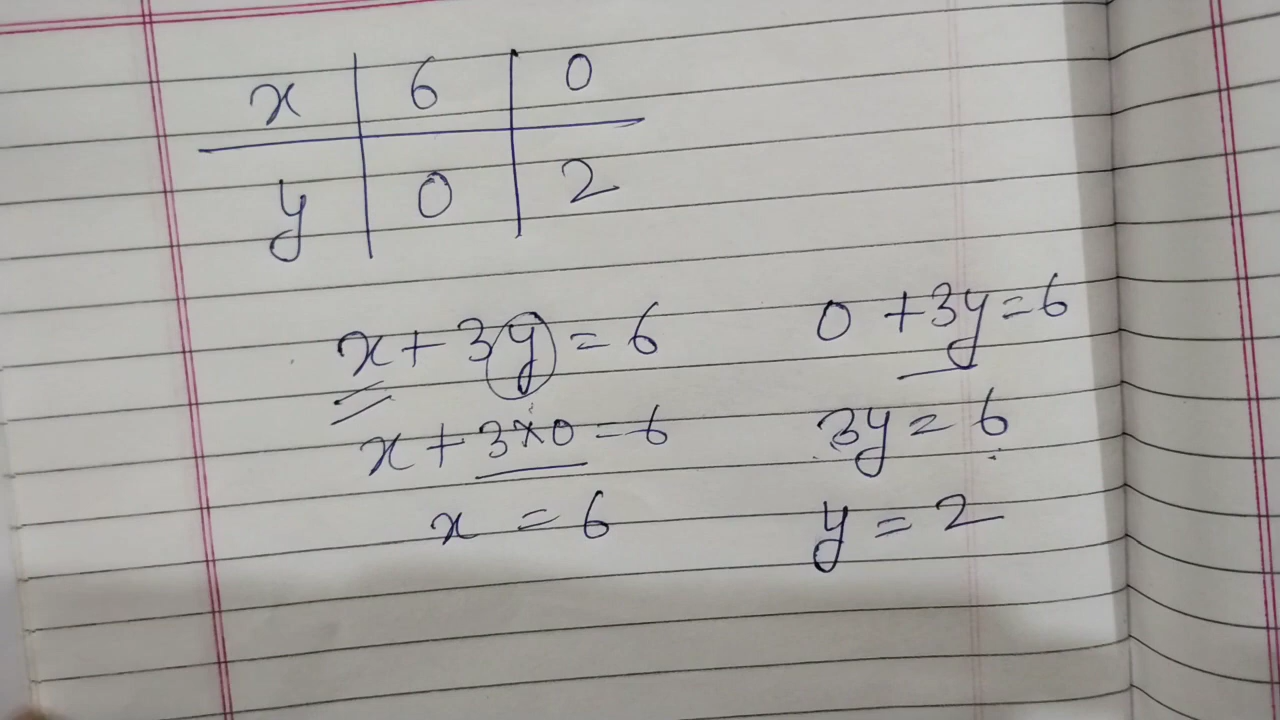 x 6 0
y 0 2
x + 3y = 6
x + 3×0 = 6
x = 6
0 + 3y = 6
3y = 6
y = 2